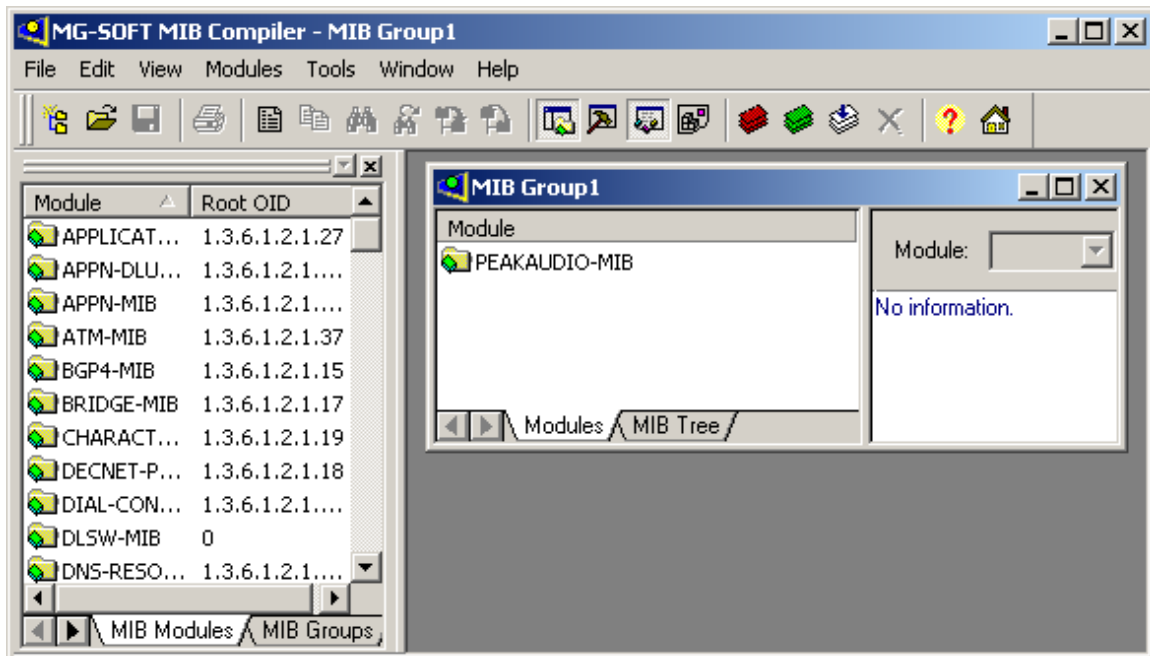 MG-SOFT MIB Compiler - MIB Group1
File Edit View Modules Tools Window Help
Module Root OID
APPLICAT... 1.3.6.1.2.1.27
APPN-DLU... 1.3.6.1.2.1....
APPN-MIB 1.3.6.1.2.1....
ATM-MIB 1.3.6.1.2.1.37
BGP4-MIB 1.3.6.1.2.1.15
BRIDGE-MIB 1.3.6.1.2.1.17
CHARACT... 1.3.6.1.2.1.19
DECNET-P... 1.3.6.1.2.1.18
DIAL-CON... 1.3.6.1.2.1....
DLSW-MIB 0
DNS-RESO... 1.3.6.1.2.1....
MIB Modules MIB Groups
MIB Group1
Module
PEAKAUDIO-MIB
Modules MIB Tree
Module:
No information.